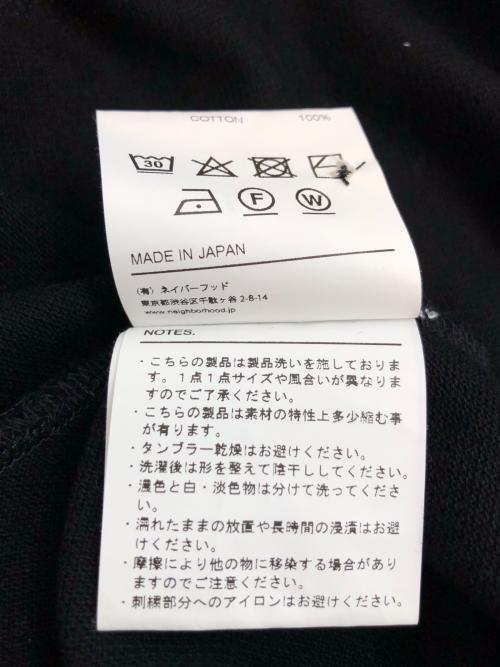 COTTON 100%
30
F W
MADE IN JAPAN
(有) ネイバーフッド
東京都渋谷区千駄ヶ谷 2-8-14
www.neighborhood.jp
NOTES.
・こちらの製品は製品洗いを施しておりま
す。1点1点サイズや風合いが異なりま
すのでご了承ください。
・こちらの製品は素材の特性上多少縮む事
が有ります。
・タンブラー乾燥はお避けください。
・洗濯後は形を整えて陰干ししてください。
・濃色と白・淡色物は分けて洗ってくださ
い。
・濡れたままの放置や長時間の浸漬はお避
けください。
・摩擦により他の物に移染する場合があり
ますのでご注意ください。
・刺繍部分へのアイロンはお避けください。